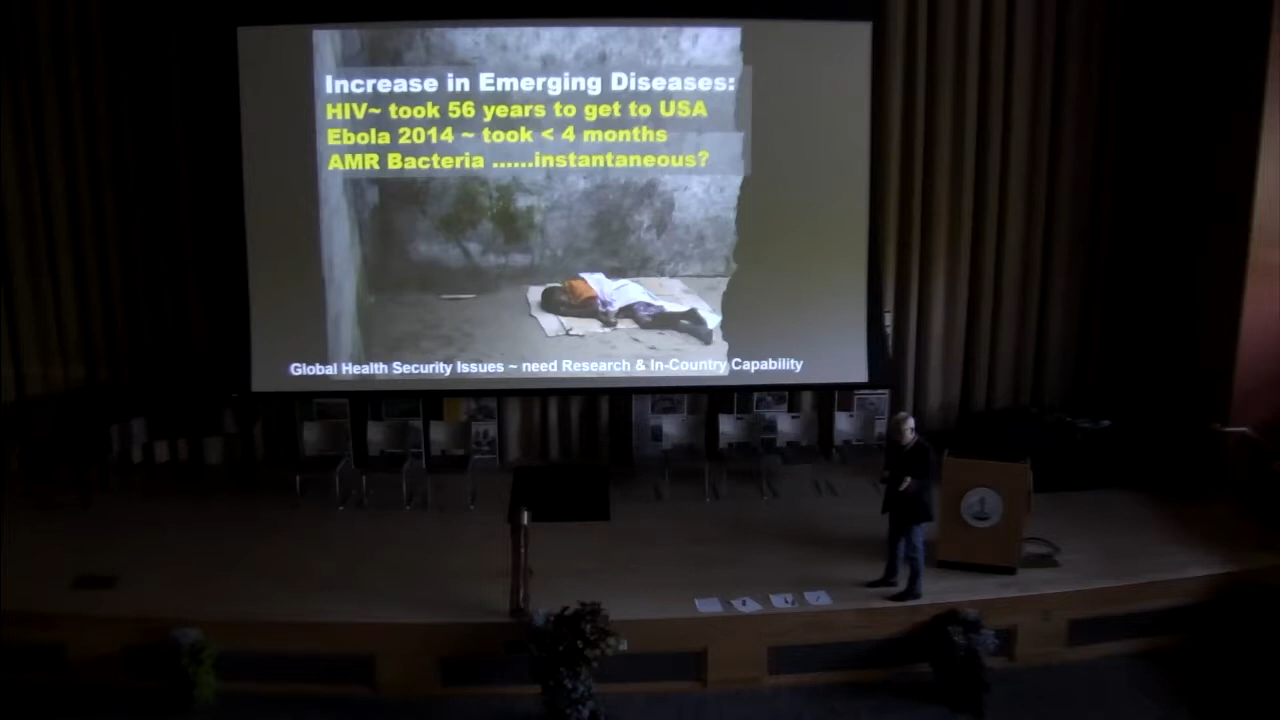 Increase in Emerging Diseases:
HIV~ took 56 years to get to USA
Ebola 2014 ~ took < 4 months
AMR Bacteria ......instantaneous?
Global Health Security Issues ~ need Research & In-Country Capability